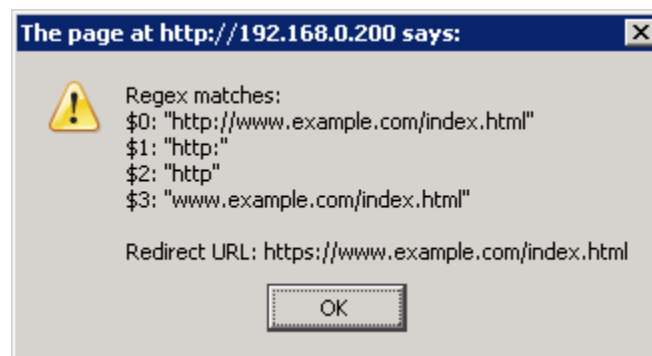 The page at http://192.168.0.200 says:
Regex matches:
$0: "http://www.example.com/index.html"
$1: "http:"
$2: "http"
$3: "www.example.com/index.html"
Redirect URL: https://www.example.com/index.html
OK